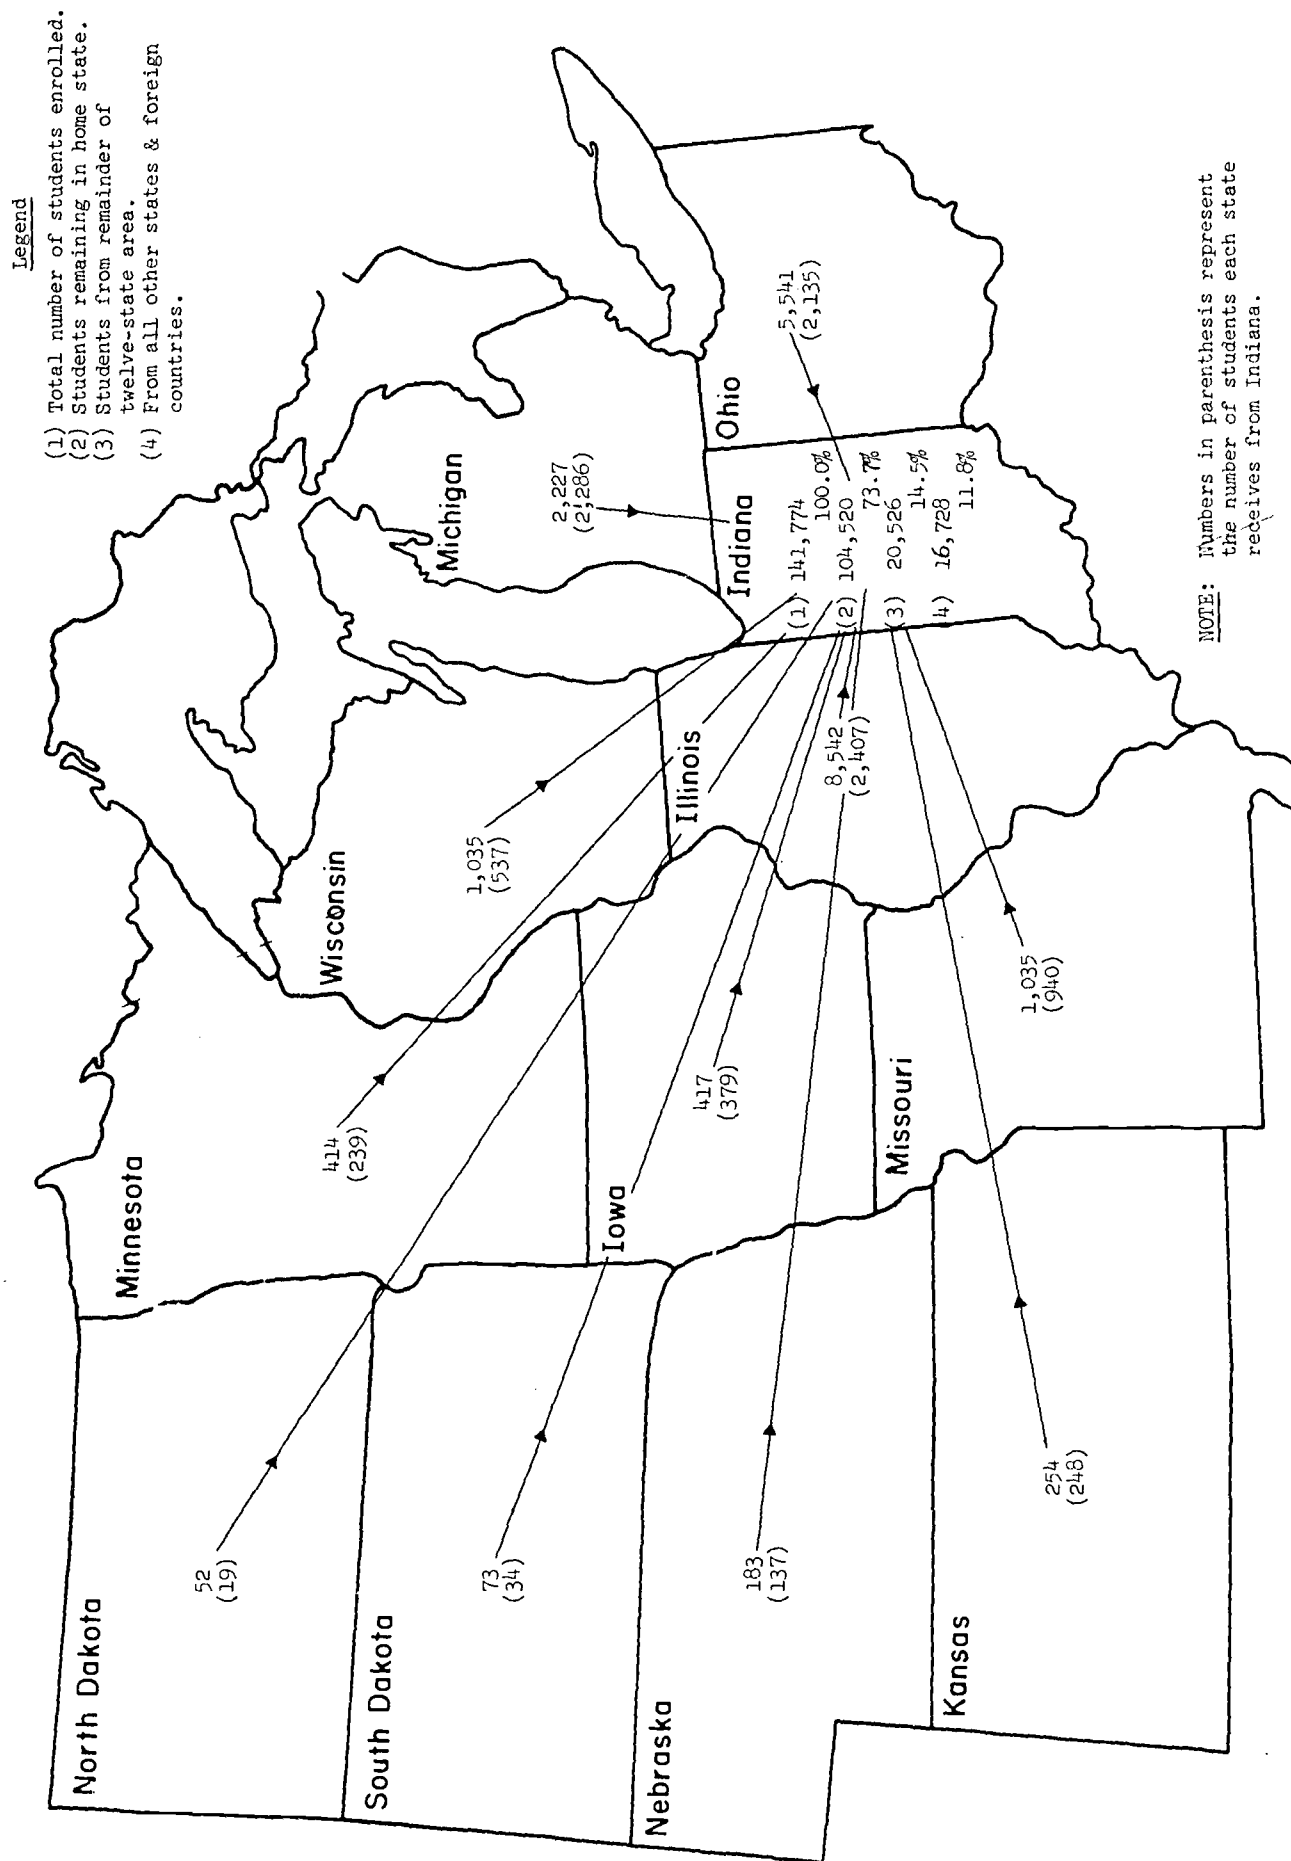 Legend
(1) Total number of students enrolled.
(2) Students remaining in home state.
(3) Students from remainder of
twelve-state area.
(4) From all other states & foreign
countries.
North Dakota
52
(19)
Minnesota
414
(239)
Wisconsin
1,035
(537)
Michigan
2,227
(2,286)
South Dakota
73
(34)
Iowa
417
(379)
Illinois
8,542
(2,407)
Indiana
(1) 141,774
100.0%
(2) 104,520
73.7%
(3) 20,526
14.5%
(4) 16,728
11.8%
Ohio
5,541
(2,135)
Nebraska
183
(137)
Missouri
1,035
(940)
Kansas
254
(248)
NOTE: Numbers in parenthesis represent
the number of students each state
receives from Indiana.